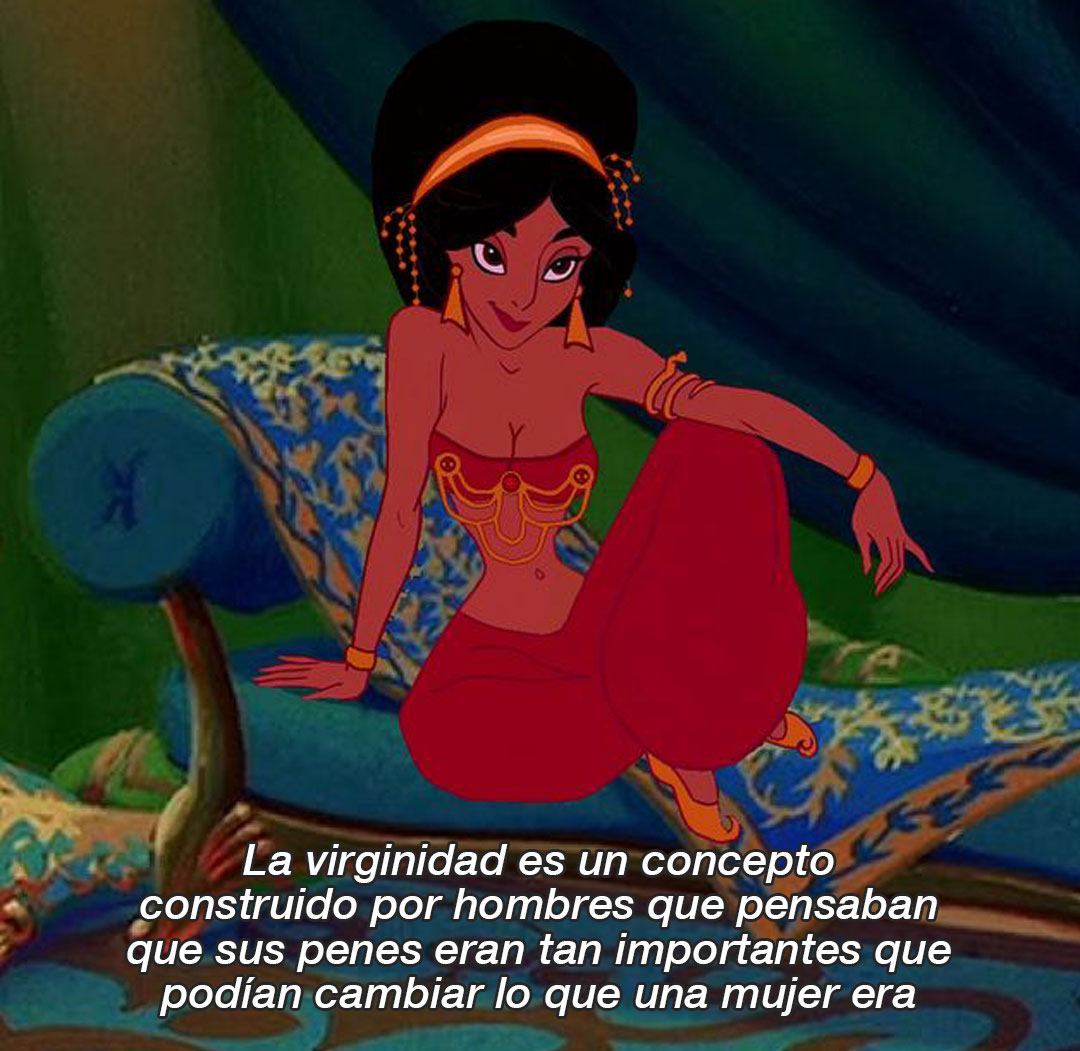 La virginidad es un concepto
construido por hombres que pensaban
que sus penes eran tan importantes que
podían cambiar lo que una mujer era